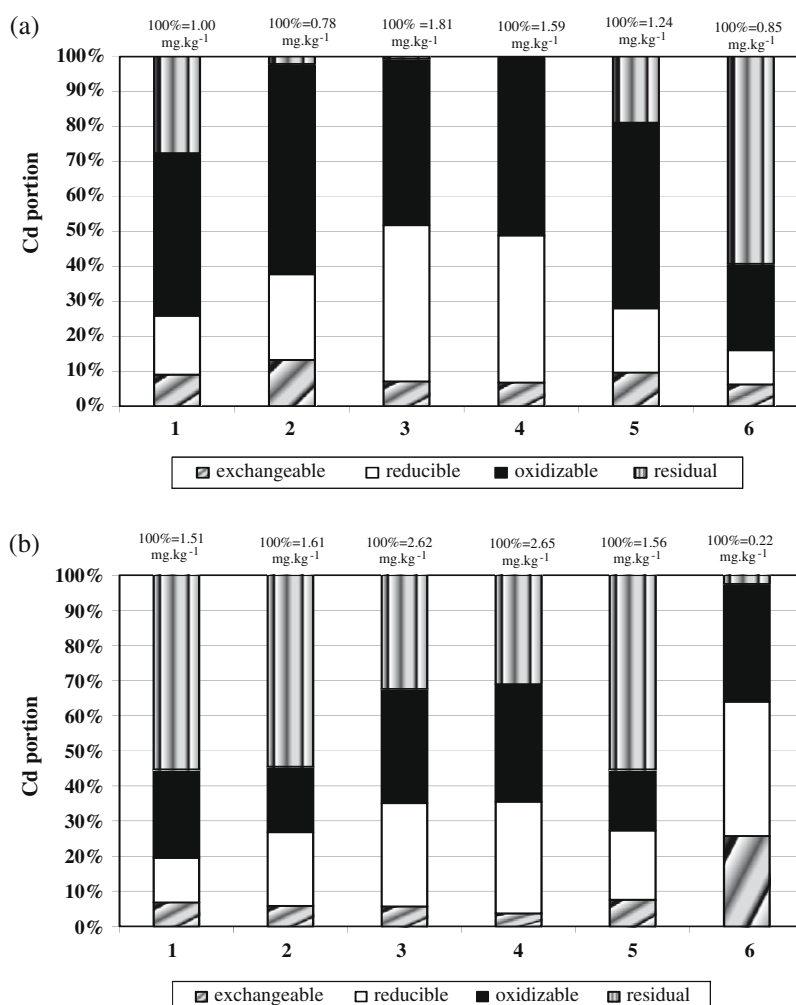 (a)
100%=1.00 mg.kg-1
100%=0.78 mg.kg-1
100% =1.81 mg.kg-1
100%=1.59 mg.kg-1
100%=1.24 mg.kg-1
100%=0.85 mg.kg-1
100%
90%
80%
70%
60%
50%
40%
30%
20%
10%
0%
Cd portion
1 2 3 4 5 6
exchangeable reducible oxidizable residual
(b)
100%=1.51 mg.kg-1
100%=1.61 mg.kg-1
100%=2.62 mg.kg-1
100%=2.65 mg.kg-1
100%=1.56 mg.kg-1
100%=0.22 mg.kg-1
100%
90%
80%
70%
60%
50%
40%
30%
20%
10%
0%
Cd portion
1 2 3 4 5 6
exchangeable reducible oxidizable residual